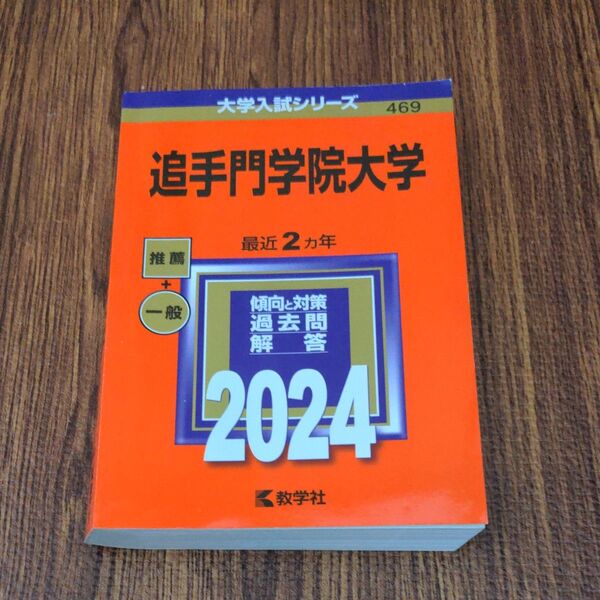 大学入試シリーズ
469
追手門学院大学
最近2カ年
推薦
+
一般
傾向と対策
過去問
解答
2024
教学社